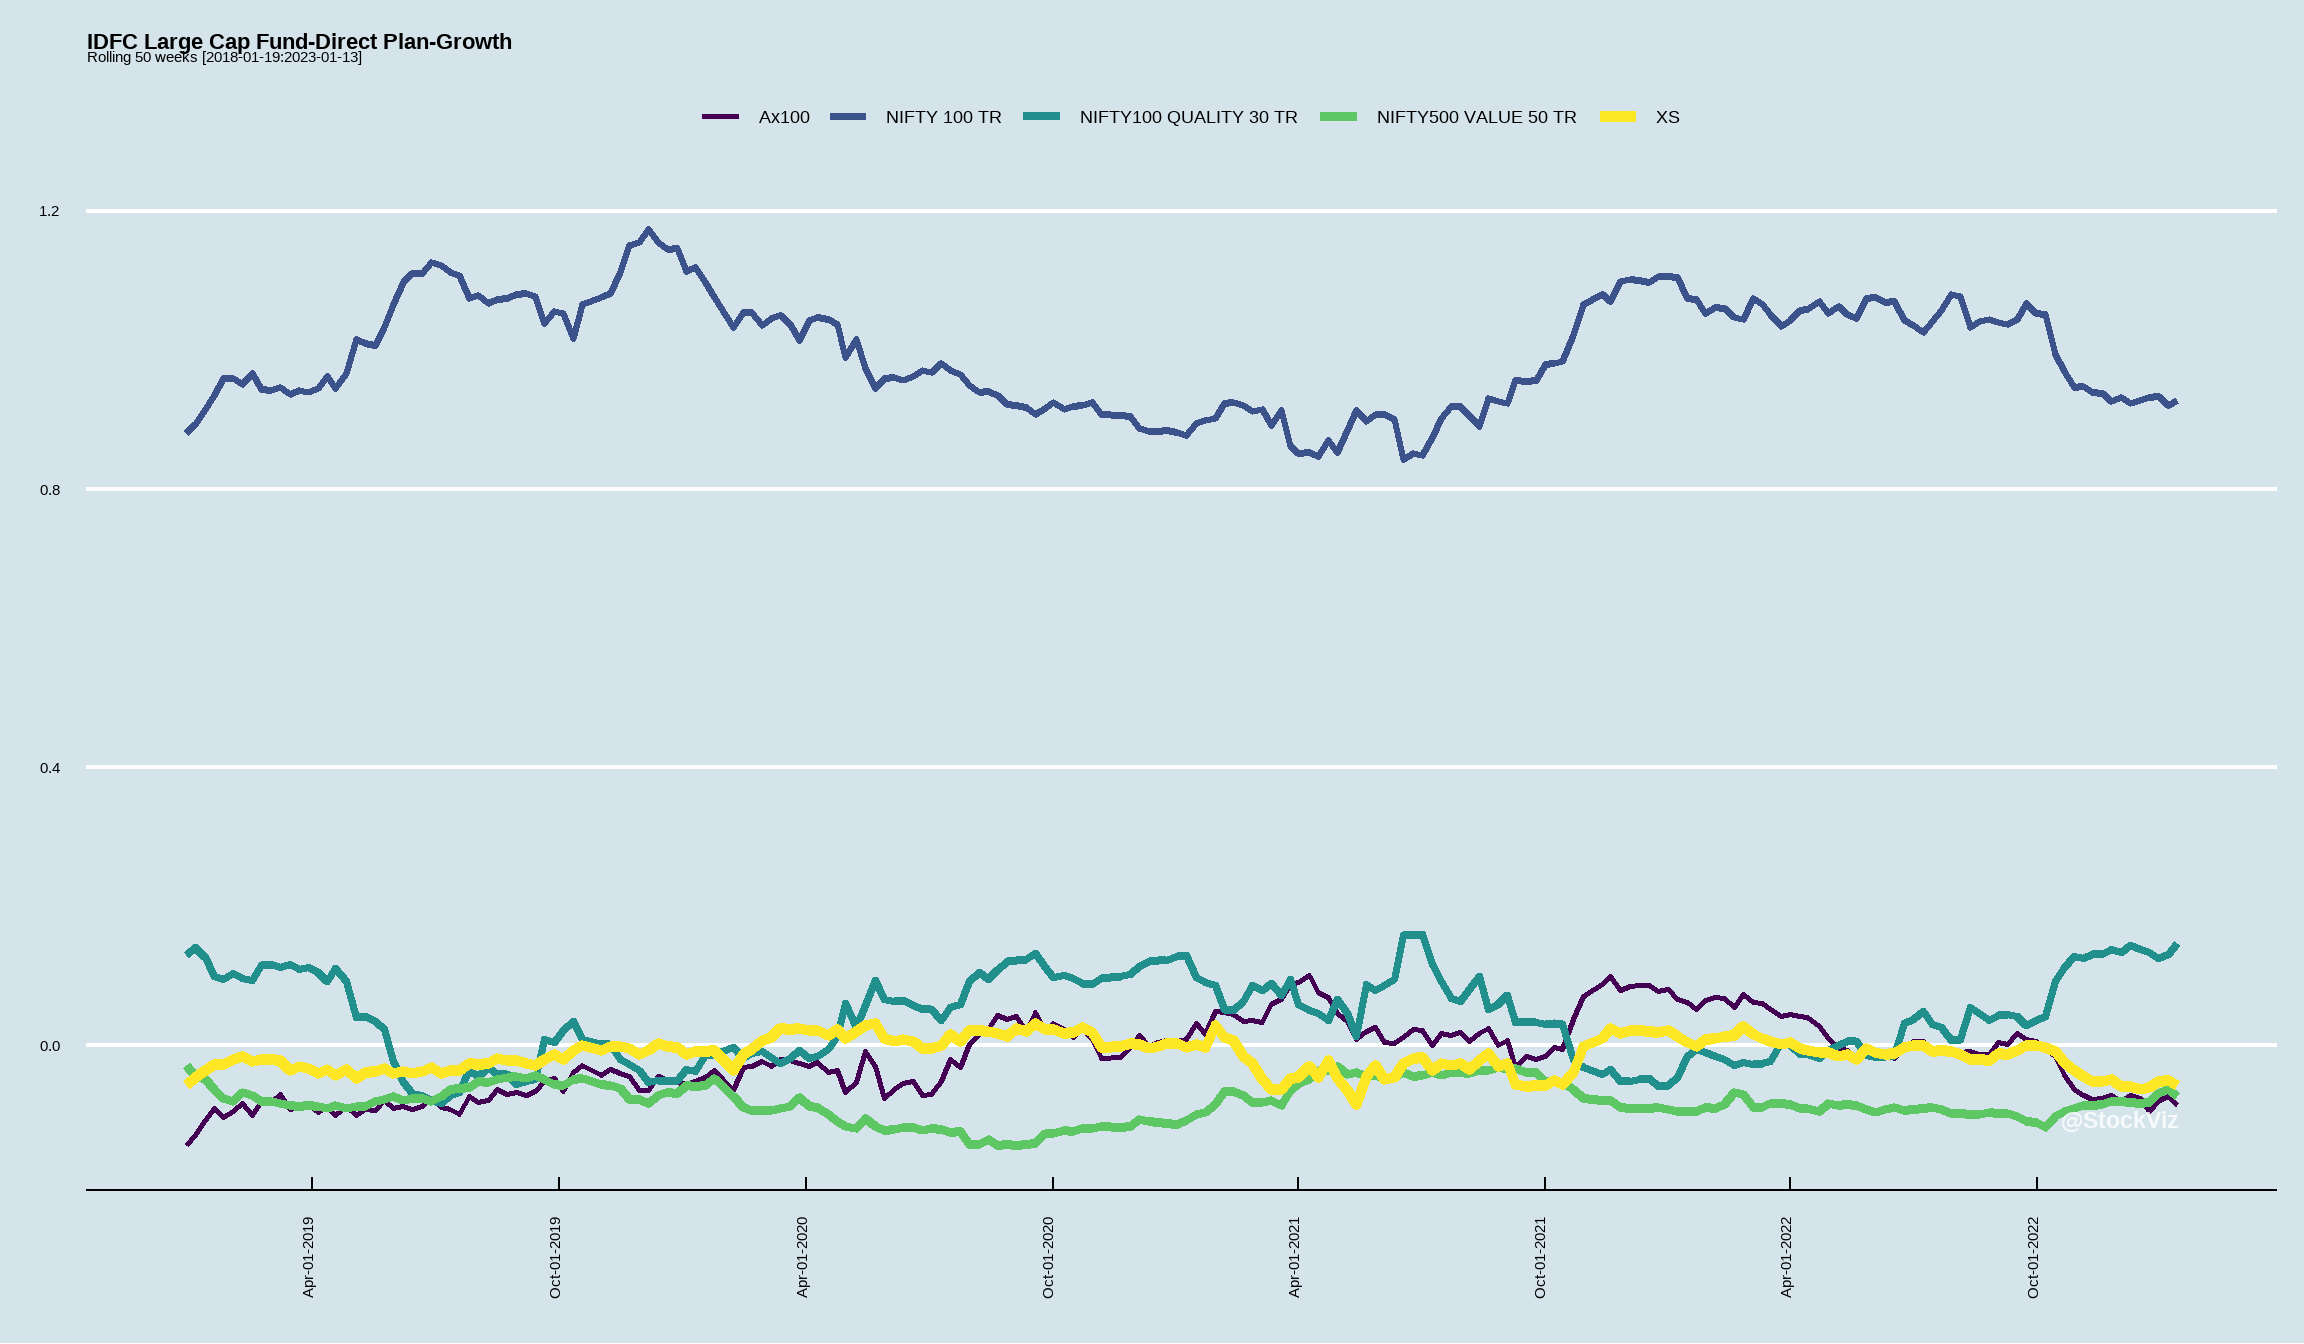 IDFC Large Cap Fund-Direct Plan-Growth
Rolling 50 weeks [2018-01-19:2023-01-13]
Ax100 NIFTY 100 TR NIFTY100 QUALITY 30 TR NIFTY500 VALUE 50 TR XS
1.2
0.8
0.4
0.0
@StockViz
Apr-01-2019 Oct-01-2019 Apr-01-2020 Oct-01-2020 Apr-01-2021 Oct-01-2021 Apr-01-2022 Oct-01-2022